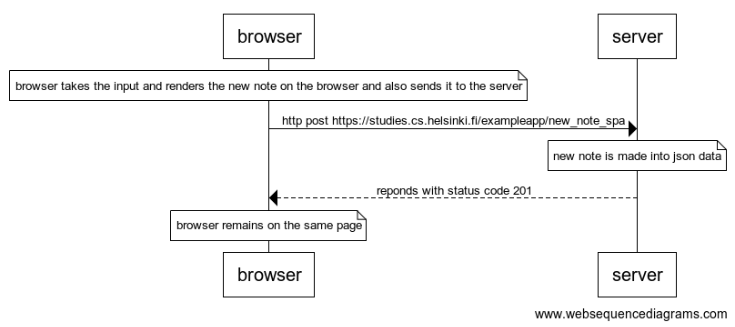 browser
server
browser takes the input and renders the new note on the browser and also sends it to the server
http post https://studies.cs.helsinki.fi/exampleapp/new_note_spa
new note is made into json data
reponds with status code 201
browser remains on the same page
browser
server
www.websequencediagrams.com